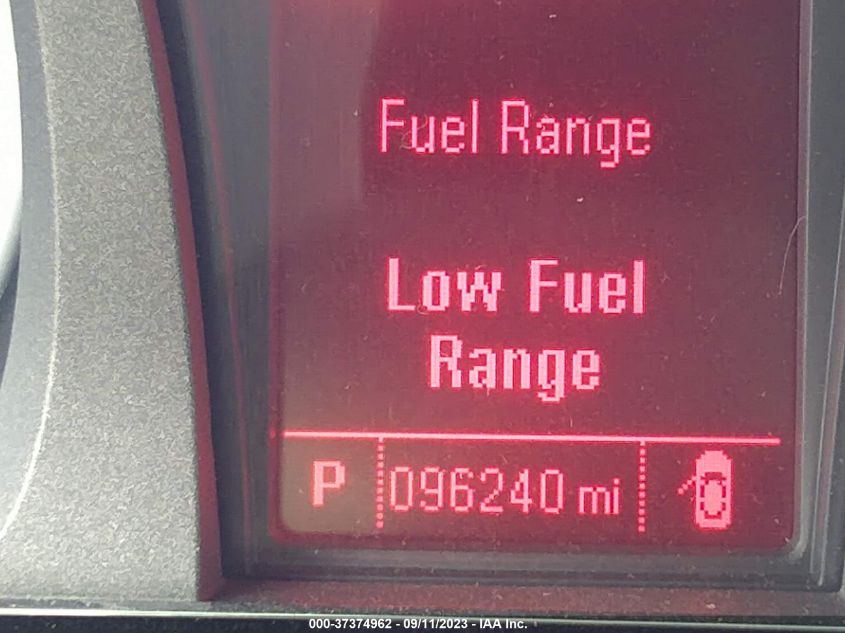 Fuel Range
Low Fuel
Range
P 096240 mi
000-37374962 - 09/11/2023 - IAA Inc.